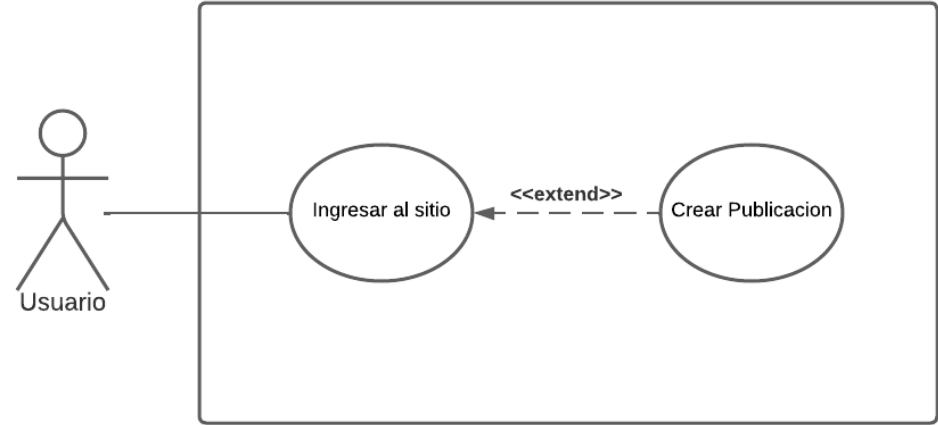 Usuario
Ingresar al sitio
<<extend>>
Crear Publicacion